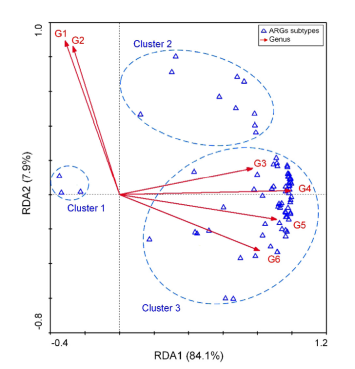 1.0
ARGs subtypes
Genus
G1
G2
Cluster 2
RDA2 (7.9%)
G3
G4
Cluster 1
G5
G6
Cluster 3
-0.8
-0.4
1.2
RDA1 (84.1%)